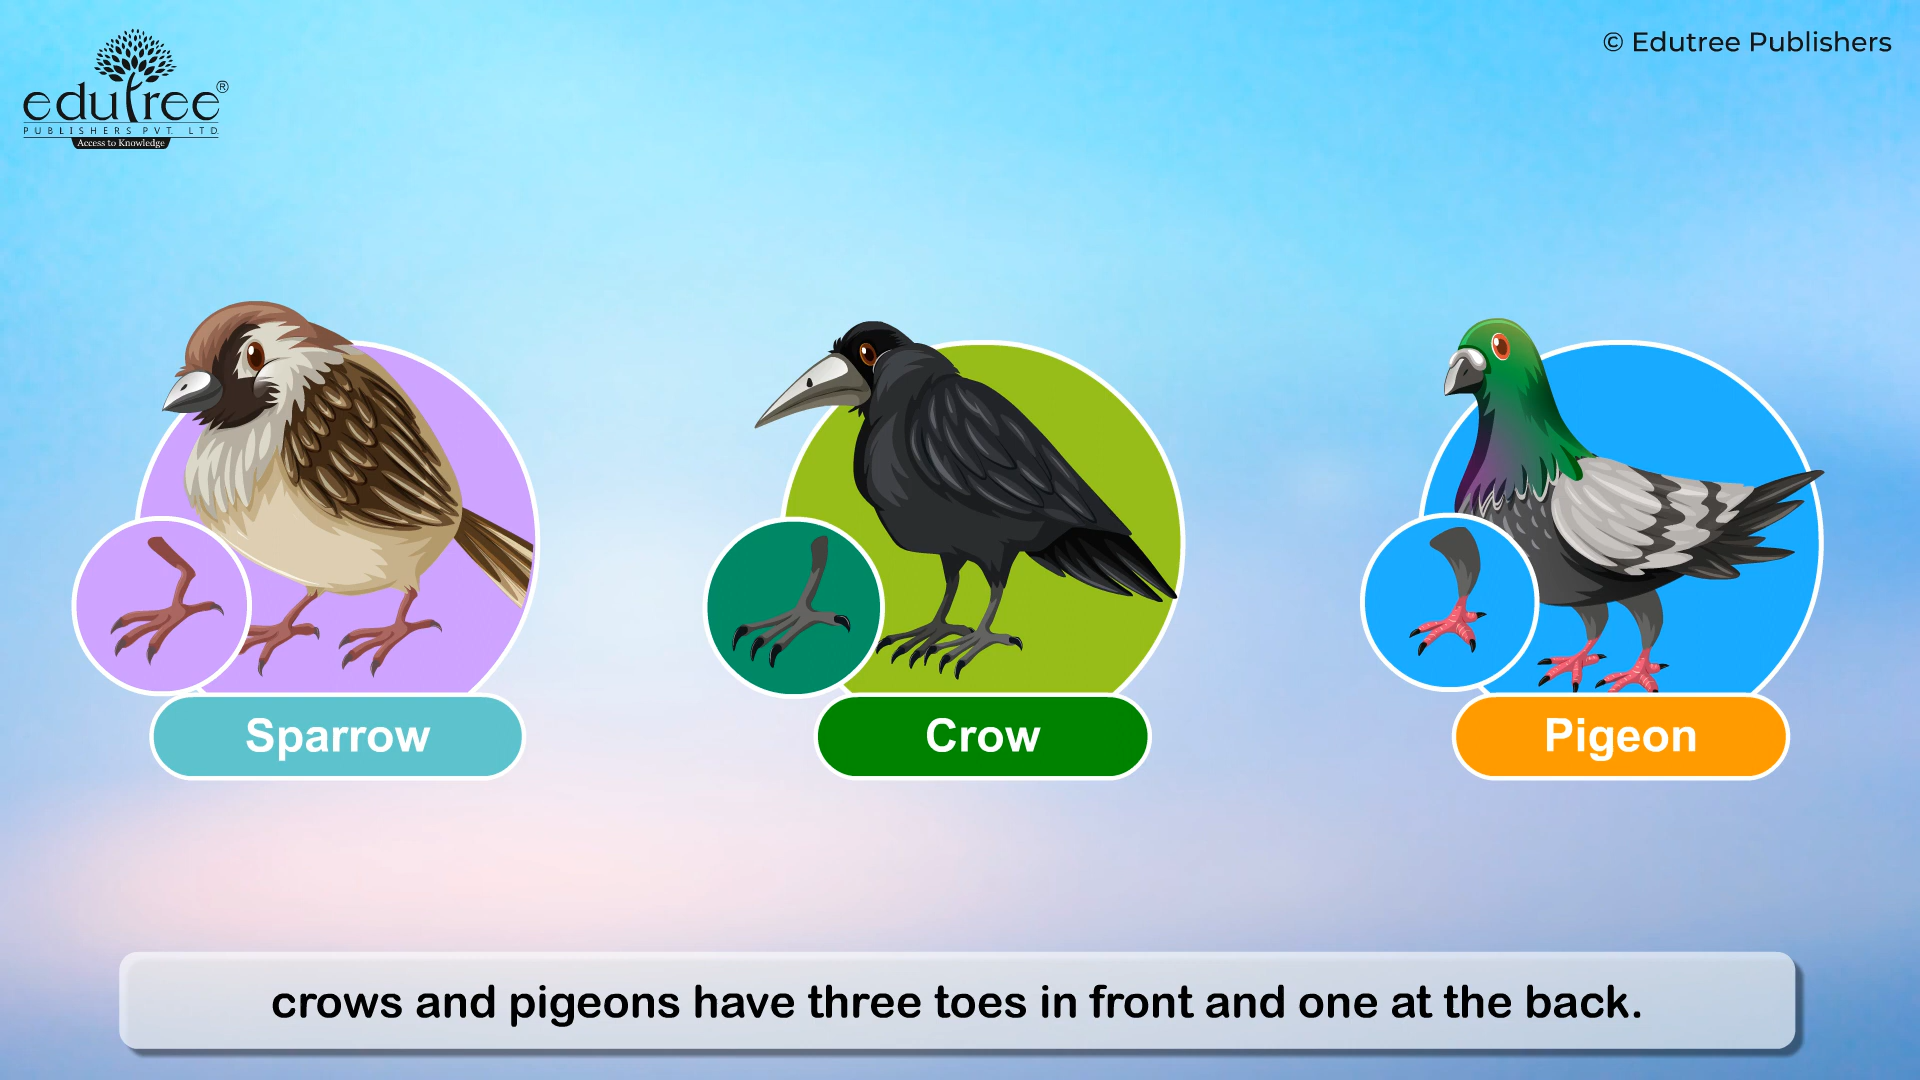 edutree®
PUBLISHERS PVT. LTD.
Access to Knowledge
© Edutree Publishers
Sparrow
Crow
Pigeon
crows and pigeons have three toes in front and one at the back.